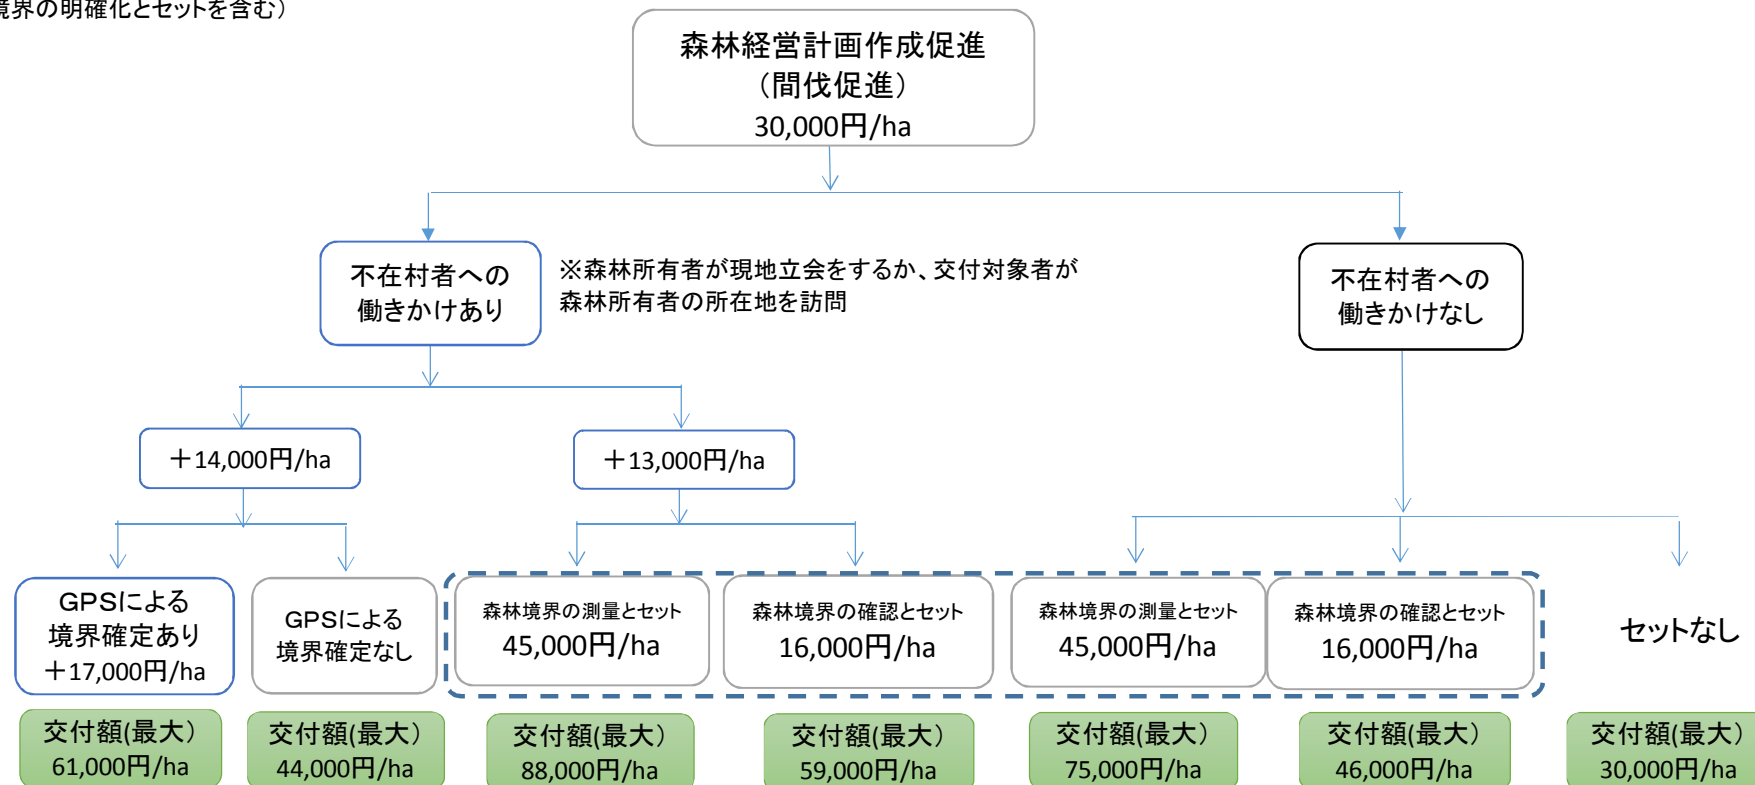 境界の明確化とセットを含む）
森林経営計画作成促進
（間伐促進）
30,000円/ha
不在村者への
働きかけあり
※森林所有者が現地立会をするか、交付対象者が
森林所有者の所在地を訪問
不在村者への
働きかけなし
＋14,000円/ha
＋13,000円/ha
GPSによる
境界確定あり
＋17,000円/ha
GPSによる
境界確定なし
森林境界の測量とセット
45,000円/ha
森林境界の確認とセット
16,000円/ha
森林境界の測量とセット
45,000円/ha
森林境界の確認とセット
16,000円/ha
セットなし
交付額(最大）
61,000円/ha
交付額(最大）
44,000円/ha
交付額(最大）
88,000円/ha
交付額(最大）
59,000円/ha
交付額(最大）
75,000円/ha
交付額(最大）
46,000円/ha
交付額(最大）
30,000円/ha